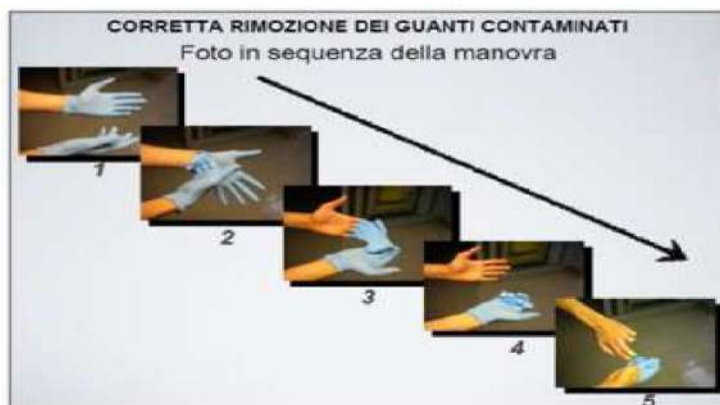 CORRETTA RIMOZIONE DEI GUANTI CONTAMINATI
Foto in sequenza della manovra
1
2
3
4
5